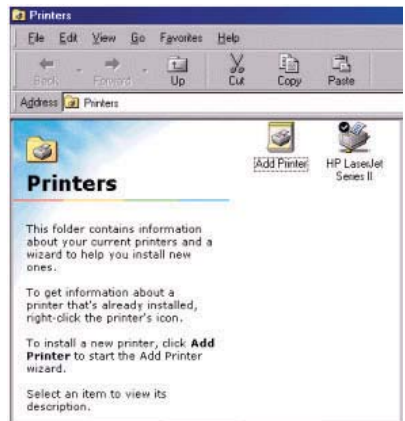 Printers
File Edit View Go Favorites Help
Back Forward Up Cut Copy Paste
Address Printers
Add Printer
HP LaserJet
Series II
Printers
This folder contains information
about your current printers and a
wizard to help you install new
ones.
To get information about a
printer that's already installed,
right-click the printer's icon.
To install a new printer, click Add
Printer to start the Add Printer
wizard.
Select an item to view its
description.